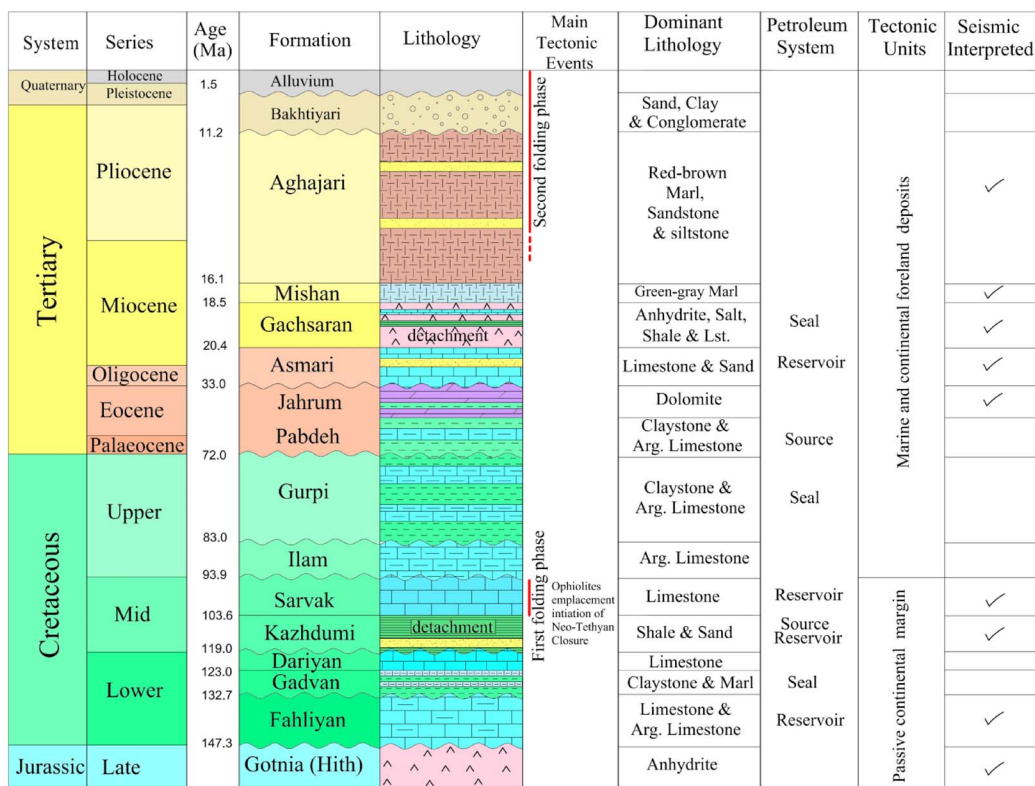 System
Series
Age
(Ma)
Formation
Lithology
Main
Tectonic
Events
Dominant
Lithology
Petroleum
System
Tectonic
Units
Seismic
Interpreted
Quaternary
Holocene
Pleistocene
1.5
Alluvium
Bakhtiyari
Sand, Clay
& Conglomerate
11.2
Tertiary
Pliocene
Aghajari
Second folding phase
Red-brown
Marl,
Sandstone
& siltstone
Marine and continental foreland deposits
16.1
Miocene
Mishan
Green-gray Marl
18.5
Gachsaran
detachment
Anhydrite, Salt,
Shale & Lst.
Seal
20.4
Asmari
Limestone & Sand
Reservoir
Oligocene
33.0
Eocene
Jahrum
Dolomite
Palaeocene
Pabdeh
Claystone &
Arg. Limestone
Source
72.0
Cretaceous
Upper
Gurpi
Claystone &
Arg. Limestone
Seal
83.0
Ilam
Arg. Limestone
93.9
Mid
Sarvak
First folding phase
Ophiolites
emplacement
intiation of
Neo-Tethyan
Closure
Limestone
Reservoir
Passive continental margin
103.6
Kazhdumi
detachment
Shale & Sand
Source
Reservoir
119.0
Lower
Dariyan
Limestone
123.0
Gadvan
Claystone & Marl
Seal
132.7
Fahliyan
Limestone &
Arg. Limestone
Reservoir
147.3
Jurassic
Late
Gotnia (Hith)
Anhydrite